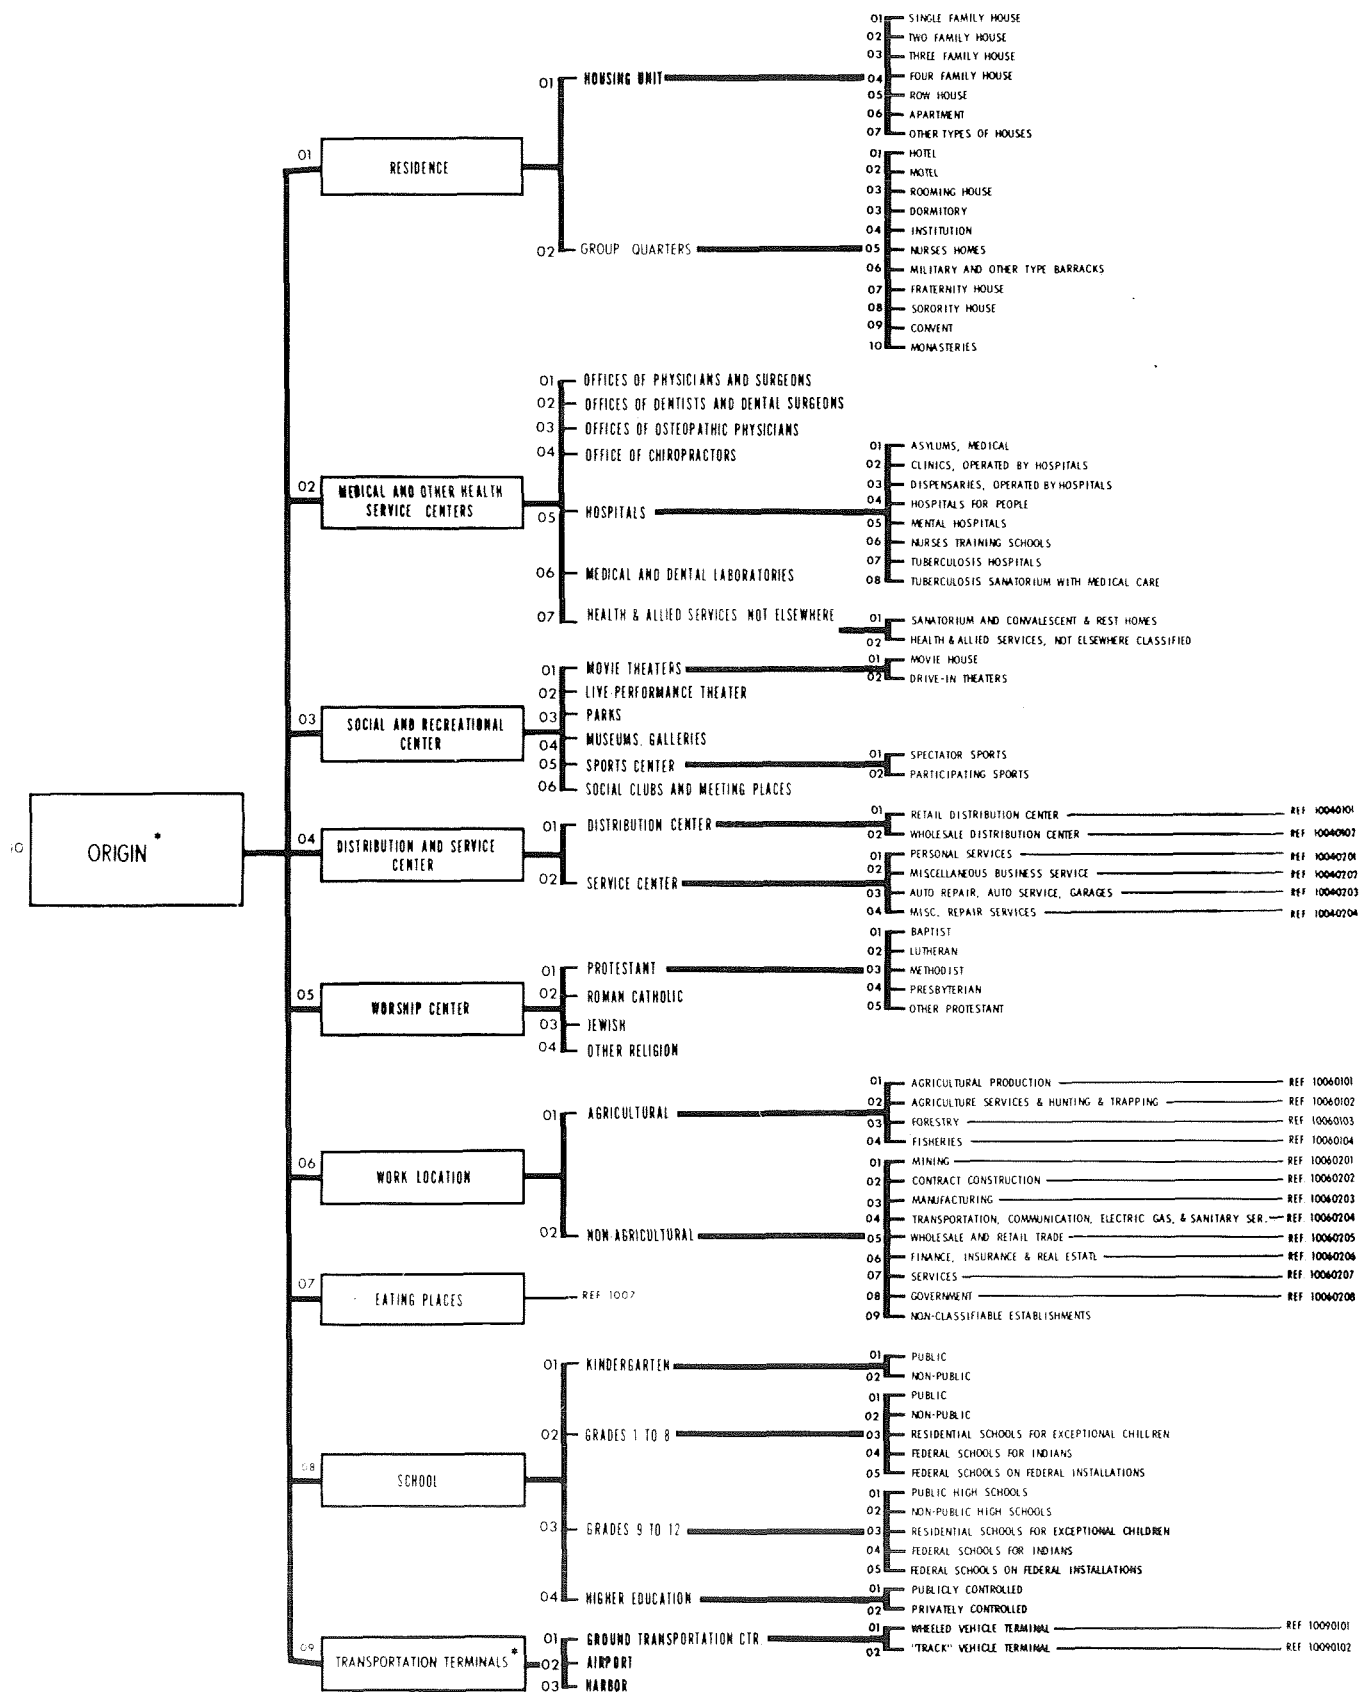 10 ORIGIN *
01 RESIDENCE
01 HOUSING UNIT
01 SINGLE FAMILY HOUSE
02 TWO FAMILY HOUSE
03 THREE FAMILY HOUSE
04 FOUR FAMILY HOUSE
05 ROW HOUSE
06 APARTMENT
07 OTHER TYPES OF HOUSES
02 GROUP QUARTERS
01 HOTEL
02 MOTEL
03 ROOMING HOUSE
03 DORMITORY
04 INSTITUTION
05 NURSES HOMES
06 MILITARY AND OTHER TYPE BARRACKS
07 FRATERNITY HOUSE
08 SORORITY HOUSE
09 CONVENT
10 MONASTERIES
02 MEDICAL AND OTHER HEALTH
SERVICE CENTERS
01 OFFICES OF PHYSICIANS AND SURGEONS
02 OFFICES OF DENTISTS AND DENTAL SURGEONS
03 OFFICES OF OSTEOPATHIC PHYSICIANS
04 OFFICE OF CHIROPRACTORS
05 HOSPITALS
01 ASYLUMS, MEDICAL
02 CLINICS, OPERATED BY HOSPITALS
03 DISPENSARIES, OPERATED BY HOSPITALS
04 HOSPITALS FOR PEOPLE
05 MENTAL HOSPITALS
06 NURSES TRAINING SCHOOLS
07 TUBERCULOSIS HOSPITALS
08 TUBERCULOSIS SANATORIUM WITH MEDICAL CARE
06 MEDICAL AND DENTAL LABORATORIES
07 HEALTH & ALLIED SERVICES NOT ELSEWHERE
01 SANATORIUM AND CONVALESCENT & REST HOMES
02 HEALTH & ALLIED SERVICES, NOT ELSEWHERE CLASSIFIED
03 SOCIAL AND RECREATIONAL
CENTER
01 MOVIE THEATERS
01 MOVIE HOUSE
02 DRIVE-IN THEATERS
02 LIVE-PERFORMANCE THEATER
03 PARKS
04 MUSEUMS, GALLERIES
05 SPORTS CENTER
01 SPECTATOR SPORTS
02 PARTICIPATING SPORTS
06 SOCIAL CLUBS AND MEETING PLACES
04 DISTRIBUTION AND SERVICE
CENTER
01 DISTRIBUTION CENTER
01 RETAIL DISTRIBUTION CENTER REF 10040101
02 WHOLESALE DISTRIBUTION CENTER REF 10040102
02 SERVICE CENTER
01 PERSONAL SERVICES REF 10040201
02 MISCELLANEOUS BUSINESS SERVICE REF 10040202
03 AUTO REPAIR, AUTO SERVICE, GARAGES REF 10040203
04 MISC. REPAIR SERVICES REF 10040204
05 WORSHIP CENTER
01 PROTESTANT
01 BAPTIST
02 LUTHERAN
03 METHODIST
04 PRESBYTERIAN
05 OTHER PROTESTANT
02 ROMAN CATHOLIC
03 JEWISH
04 OTHER RELIGION
06 WORK LOCATION
01 AGRICULTURAL
01 AGRICULTURAL PRODUCTION REF 10060101
02 AGRICULTURE SERVICES & HUNTING & TRAPPING REF 10060102
03 FORESTRY REF 10060103
04 FISHERIES REF 10060104
02 NON-AGRICULTURAL
01 MINING REF 10060201
02 CONTRACT CONSTRUCTION REF 10060202
03 MANUFACTURING REF 10060203
04 TRANSPORTATION, COMMUNICATION, ELECTRIC GAS, & SANITARY SER. REF 10060204
05 WHOLESALE AND RETAIL TRADE REF 10060205
06 FINANCE, INSURANCE & REAL ESTATE REF 10060206
07 SERVICES REF 10060207
08 GOVERNMENT REF 10060208
09 NON-CLASSIFIABLE ESTABLISHMENTS
07 EATING PLACES REF 1007
08 SCHOOL
01 KINDERGARTEN
01 PUBLIC
02 NON-PUBLIC
02 GRADES 1 TO 8
01 PUBLIC
02 NON-PUBLIC
03 RESIDENTIAL SCHOOLS FOR EXCEPTIONAL CHILDREN
04 FEDERAL SCHOOLS FOR INDIANS
05 FEDERAL SCHOOLS ON FEDERAL INSTALLATIONS
03 GRADES 9 TO 12
01 PUBLIC HIGH SCHOOLS
02 NON-PUBLIC HIGH SCHOOLS
03 RESIDENTIAL SCHOOLS FOR EXCEPTIONAL CHILDREN
04 FEDERAL SCHOOLS FOR INDIANS
05 FEDERAL SCHOOLS ON FEDERAL INSTALLATIONS
04 HIGHER EDUCATION
01 PUBLICLY CONTROLLED
02 PRIVATELY CONTROLLED
09 TRANSPORTATION TERMINALS *
01 GROUND TRANSPORTATION CTR.
01 WHEELED VEHICLE TERMINAL REF 10090101
02 "TRACK" VEHICLE TERMINAL REF 10090102
02 AIRPORT
03 HARBOR